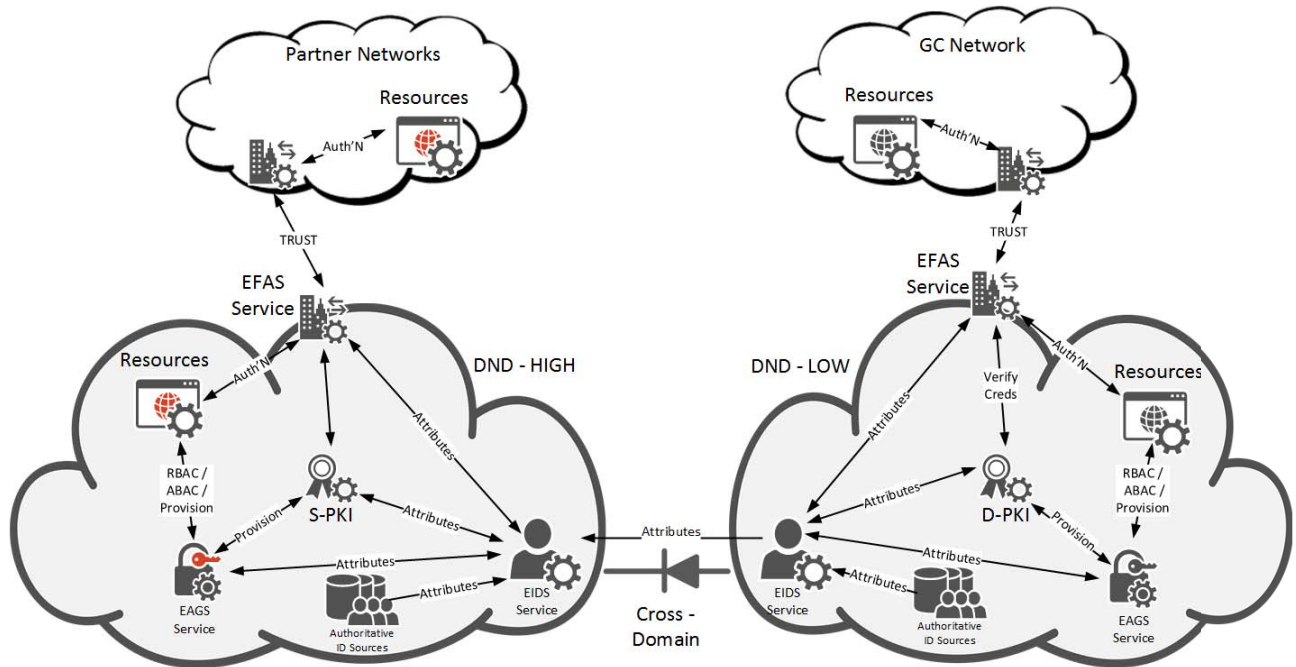 Partner Networks
Resources
Auth'N
TRUST
EFAS
Service
DND - HIGH
Resources
Auth'N
Attributes
RBAC /
ABAC /
Provision
S-PKI
Provision
Attributes
Attributes
Attributes
EAGS
Service
Authoritative
ID Sources
EIDS
Service
Attributes
Cross -
Domain
GC Network
Resources
Auth'N
TRUST
EFAS
Service
DND - LOW
Attributes
Verify
Creds
Auth'N
Resources
RBAC /
ABAC /
Provision
D-PKI
Attributes
Provision
Attributes
Attributes
EIDS
Service
Authoritative
ID Sources
EAGS
Service